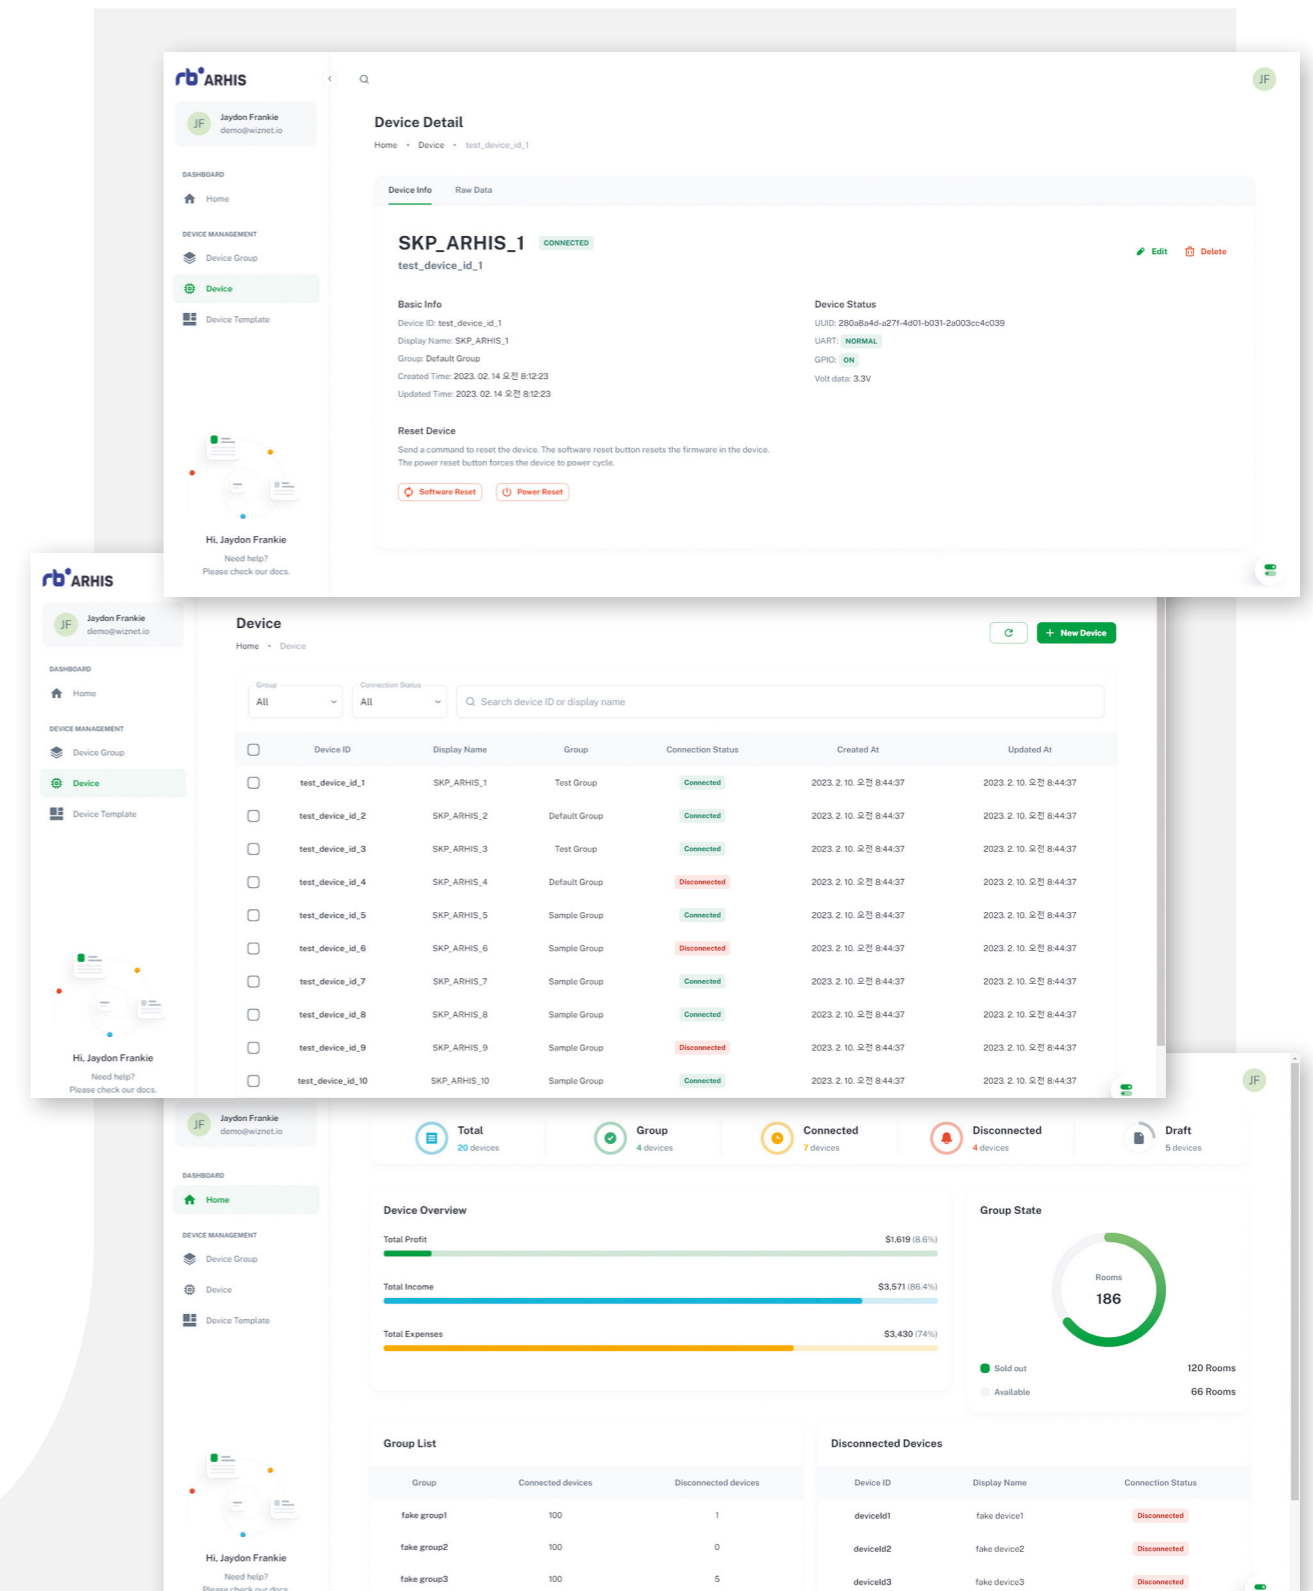 rb ARHIS
JF
Jaydon Frankie
demo@wiznet.io
DASHBOARD
Home
DEVICE MANAGEMENT
Device Group
Device
Device Template
Hi, Jaydon Frankie
Need help?
Please check our docs.
JF
Device Detail
Home • Device • test_device_id_1
Device Info Raw Data
SKP_ARHIS_1 CONNECTED
test_device_id_1
Edit Delete
Basic Info
Device ID: test_device_id_1
Display Name: SKP_ARHIS_1
Group: Default Group
Created Time: 2023. 02. 14 오전 8:12:23
Updated Time: 2023. 02. 14 오전 8:12:23
Device Status
UUID: 280a8a4d-a27f-4d01-b031-2a003cc4c039
UART: NORMAL
GPIO: ON
Volt data: 3.3V
Reset Device
Send a command to reset the device. The software reset button resets the firmware in the device.
The power reset button forces the device to power cycle.
Software Reset Power Reset
rb ARHIS
JF
Jaydon Frankie
demo@wiznet.io
DASHBOARD
Home
DEVICE MANAGEMENT
Device Group
Device
Device Template
Hi, Jaydon Frankie
Need help?
Please check our docs.
Device
Home • Device
+ New Device
Group
All
Connection Status
All
Search device ID or display name
Device ID Display Name Group Connection Status Created At Updated At
test_device_id_1 SKP_ARHIS_1 Test Group Connected 2023. 2. 10. 오전 8:44:37 2023. 2. 10. 오전 8:44:37
test_device_id_2 SKP_ARHIS_2 Default Group Connected 2023. 2. 10. 오전 8:44:37 2023. 2. 10. 오전 8:44:37
test_device_id_3 SKP_ARHIS_3 Test Group Connected 2023. 2. 10. 오전 8:44:37 2023. 2. 10. 오전 8:44:37
test_device_id_4 SKP_ARHIS_4 Default Group Disconnected 2023. 2. 10. 오전 8:44:37 2023. 2. 10. 오전 8:44:37
test_device_id_5 SKP_ARHIS_5 Sample Group Connected 2023. 2. 10. 오전 8:44:37 2023. 2. 10. 오전 8:44:37
test_device_id_6 SKP_ARHIS_6 Sample Group Disconnected 2023. 2. 10. 오전 8:44:37 2023. 2. 10. 오전 8:44:37
test_device_id_7 SKP_ARHIS_7 Sample Group Connected 2023. 2. 10. 오전 8:44:37 2023. 2. 10. 오전 8:44:37
test_device_id_8 SKP_ARHIS_8 Sample Group Connected 2023. 2. 10. 오전 8:44:37 2023. 2. 10. 오전 8:44:37
test_device_id_9 SKP_ARHIS_9 Sample Group Disconnected 2023. 2. 10. 오전 8:44:37 2023. 2. 10. 오전 8:44:37
test_device_id_10 SKP_ARHIS_10 Sample Group Connected 2023. 2. 10. 오전 8:44:37 2023. 2. 10. 오전 8:44:37
JF
JF
Jaydon Frankie
demo@wiznet.io
DASHBOARD
Home
DEVICE MANAGEMENT
Device Group
Device
Device Template
Hi, Jaydon Frankie
Need help?
Please check our docs.
Total
20 devices
Group
4 devices
Connected
7 devices
Disconnected
4 devices
Draft
5 devices
Device Overview
Total Profit $1,619 (8.6%)
Total Income $3,571 (86.4%)
Total Expenses $3,430 (74%)
Group State
Rooms
186
Sold out 120 Rooms
Available 66 Rooms
Group List
Group Connected devices Disconnected devices
fake group1 100 1
fake group2 100 0
fake group3 100 5
Disconnected Devices
Device ID Display Name Connection Status
deviceId1 fake device1 Disconnected
deviceId2 fake device2 Disconnected
deviceId3 fake device3 Disconnected